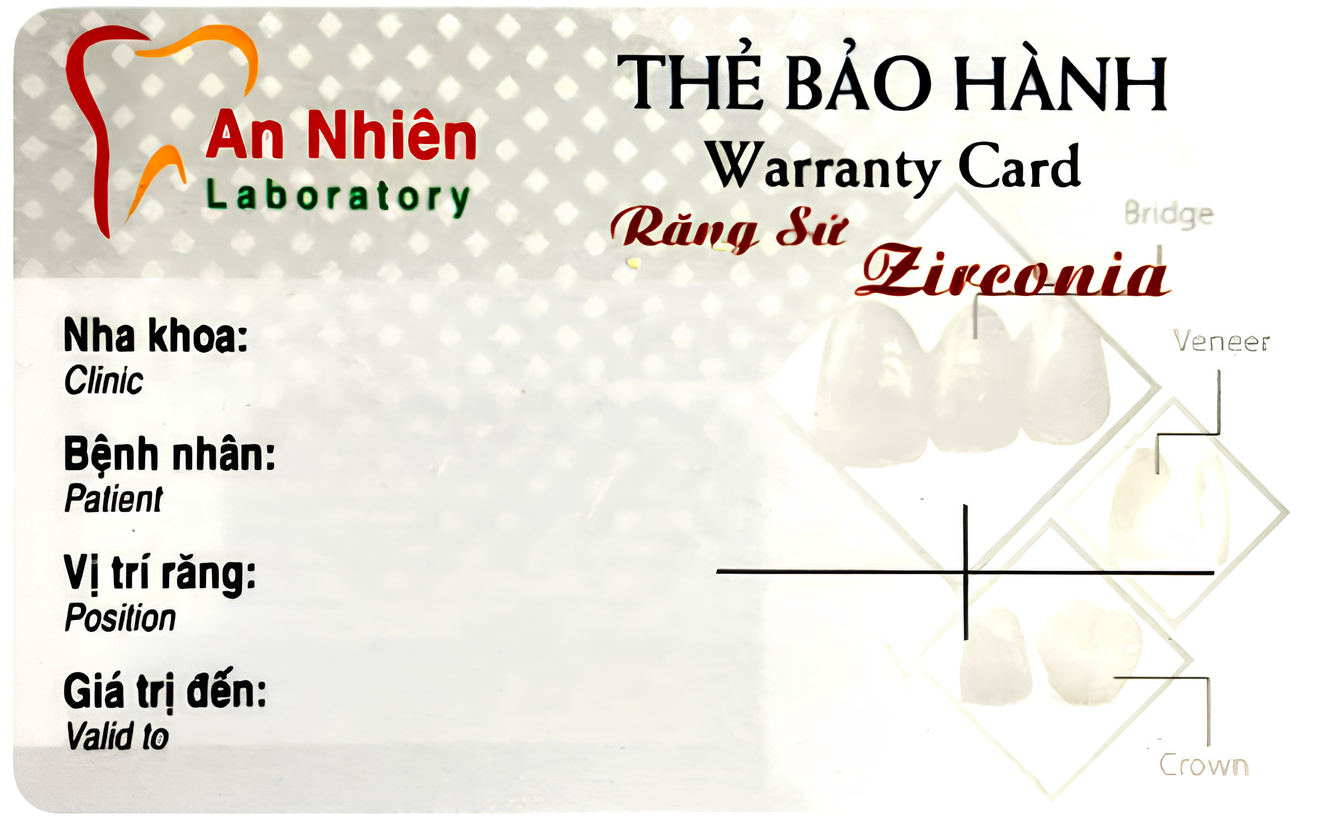 An Nhiên
Laboratory
THẺ BẢO HÀNH
Warranty Card
Răng Sứ
Zirconia
Bridge
Veneer
Nha khoa:
Clinic
Bệnh nhân:
Patient
Vị trí răng:
Position
Giá trị đến:
Valid to
Crown